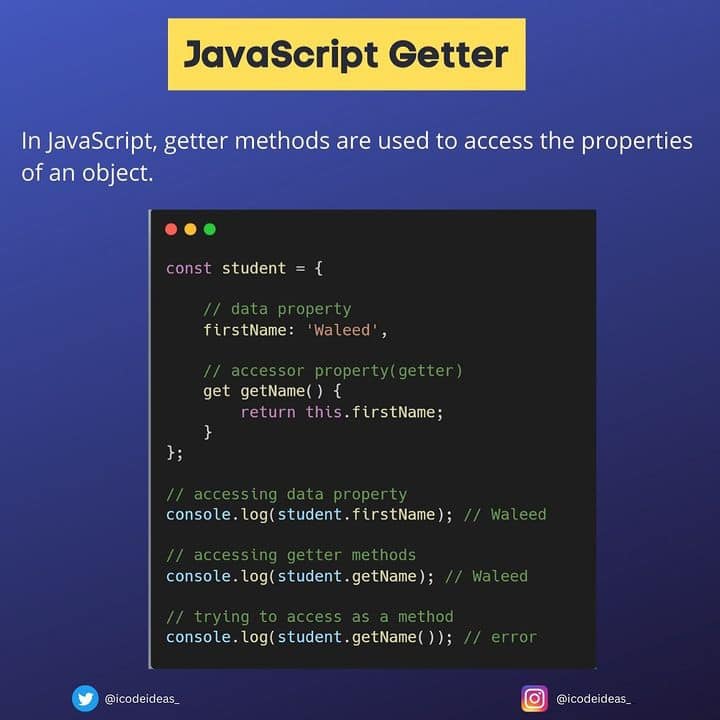 JavaScript Getter
In JavaScript, getter methods are used to access the properties
of an object.
const student = {
// data property
firstName: 'Waleed',
// accessor property(getter)
get getName() {
return this.firstName;
}
};
// accessing data property
console.log(student.firstName); // Waleed
// accessing getter methods
console.log(student.getName); // Waleed
// trying to access as a method
console.log(student.getName()); // error
@icodeideas_
@icodeideas_